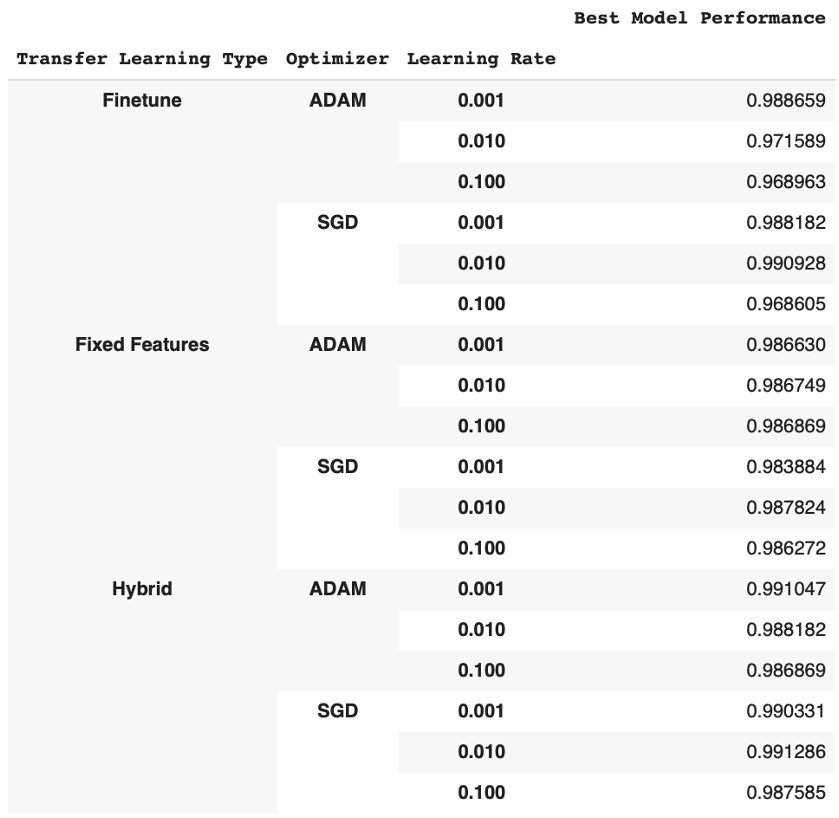 Best Model Performance
Transfer Learning Type Optimizer Learning Rate
Finetune ADAM 0.001 0.988659
0.010 0.971589
0.100 0.968963
SGD 0.001 0.988182
0.010 0.990928
0.100 0.968605
Fixed Features ADAM 0.001 0.986630
0.010 0.986749
0.100 0.986869
SGD 0.001 0.983884
0.010 0.987824
0.100 0.986272
Hybrid ADAM 0.001 0.991047
0.010 0.988182
0.100 0.986869
SGD 0.001 0.990331
0.010 0.991286
0.100 0.987585